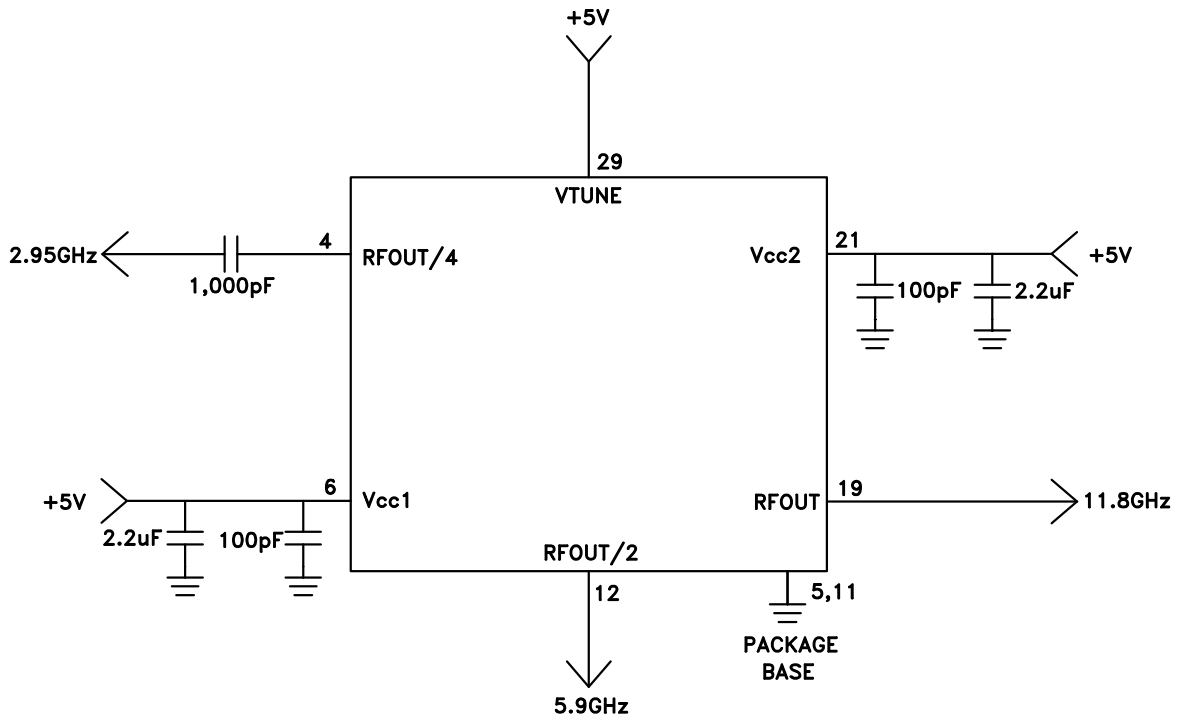 +5V
29
VTUNE
2.95GHz
4
RFOUT/4
1,000pF
21
Vcc2
+5V
100pF
2.2uF
+5V
6
Vcc1
2.2uF
100pF
19
RFOUT
11.8GHz
RFOUT/2
12
5,11
PACKAGE
BASE
5.9GHz